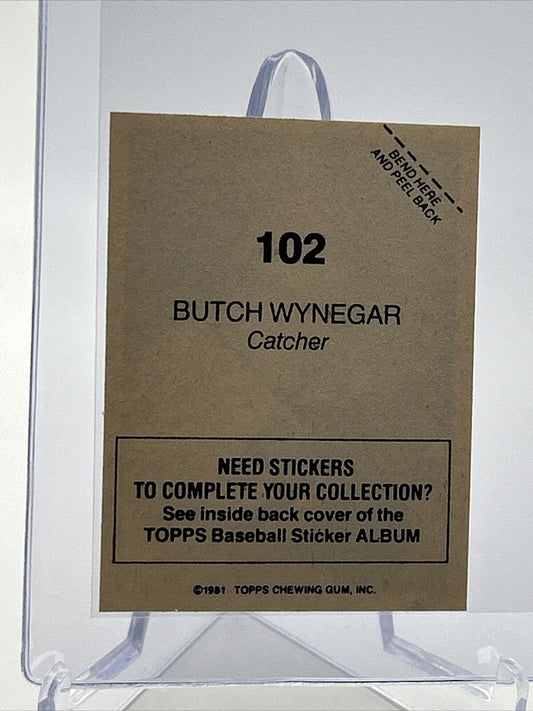 BEND HERE
AND PEEL BACK
102
BUTCH WYNEGAR
Catcher
NEED STICKERS
TO COMPLETE YOUR COLLECTION?
See inside back cover of the
TOPPS Baseball Sticker ALBUM
©1981 TOPPS CHEWING GUM, INC.